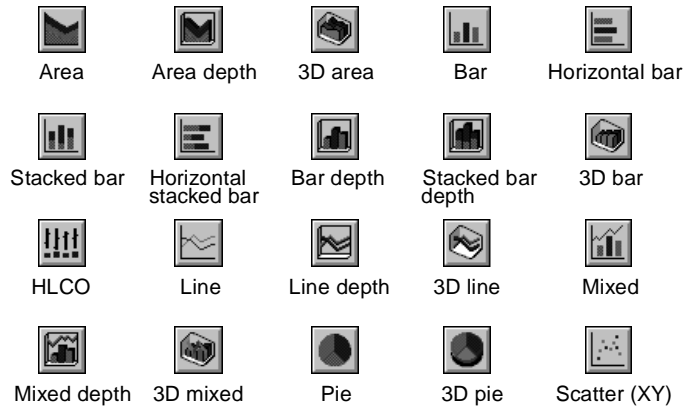 Area
Area depth
3D area
Bar
Horizontal bar
Stacked bar
Horizontal
stacked bar
Bar depth
Stacked bar
depth
3D bar
HLCO
Line
Line depth
3D line
Mixed
Mixed depth
3D mixed
Pie
3D pie
Scatter (XY)